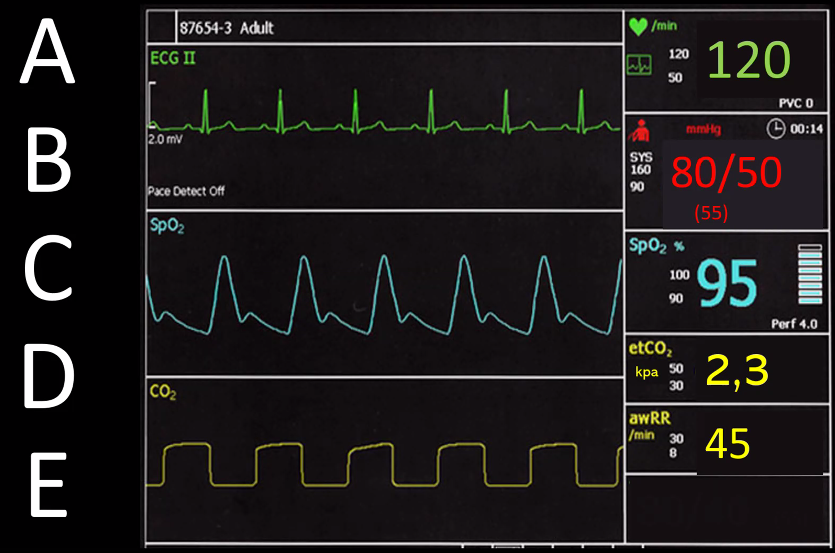 A
B
C
D
E
87654-3 Adult
ECG II
2.0 mV
Pace Detect Off
SpO₂
CO₂
/min
120
50
120
PVC 0
mmHg
00:14
SYS
160
90
80/50
(55)
SpO₂ %
100
90
95
Perf 4.0
etCO₂
kpa
50
30
2,3
awRR
/min
30
8
45